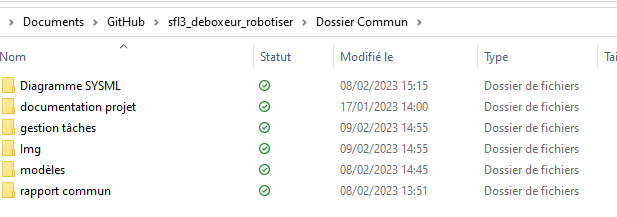 Documents > GitHub > sfl3_deboxeur_robotiser > Dossier Commun >
Nom Statut Modifié le Type Tai
Diagramme SYSML 08/02/2023 15:15 Dossier de fichiers
documentation projet 17/01/2023 14:00 Dossier de fichiers
gestion tâches 09/02/2023 14:55 Dossier de fichiers
Img 09/02/2023 14:55 Dossier de fichiers
modèles 08/02/2023 14:45 Dossier de fichiers
rapport commun 08/02/2023 13:51 Dossier de fichiers